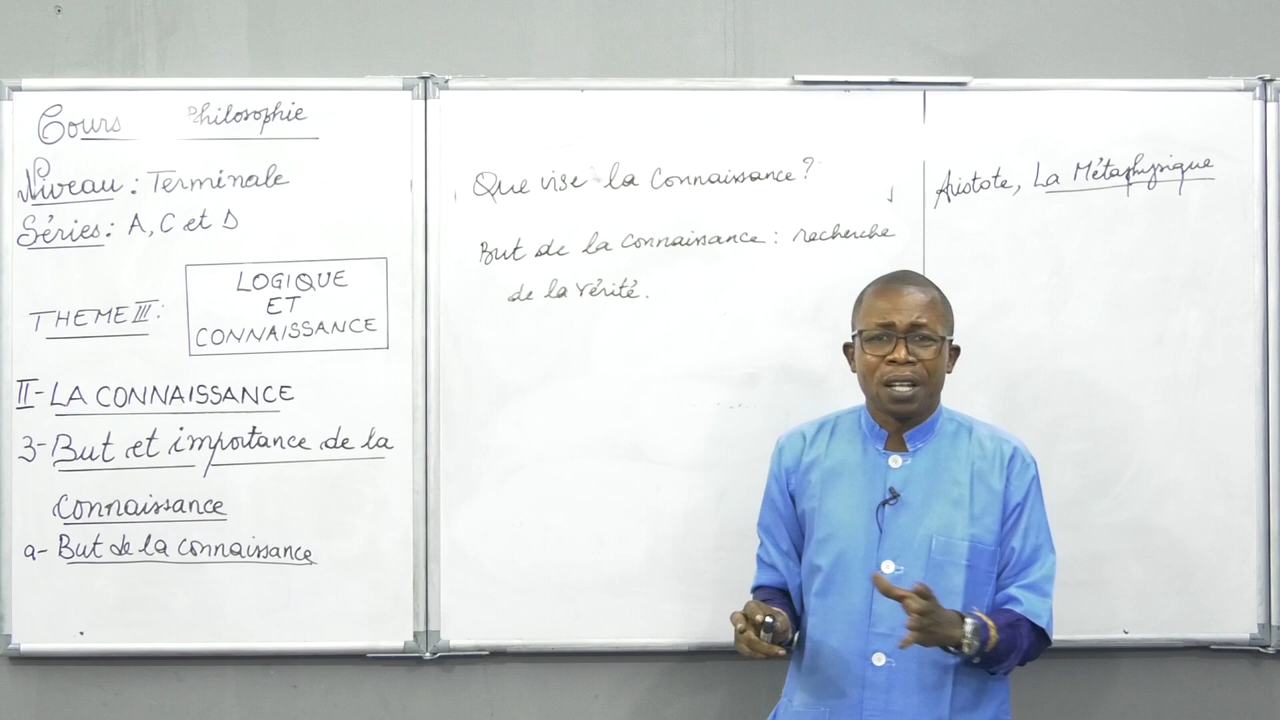 Cours Philosophie
Niveau : Terminale
Séries : A, C et D
THEME III :
LOGIQUE
ET
CONNAISSANCE
II- LA CONNAISSANCE
3- But et importance de la
Connaissance
a- But de la connaissance
Que vise la connaissance ?
But de la connaissance : recherche
de la vérité.
Aristote, La Métaphysique